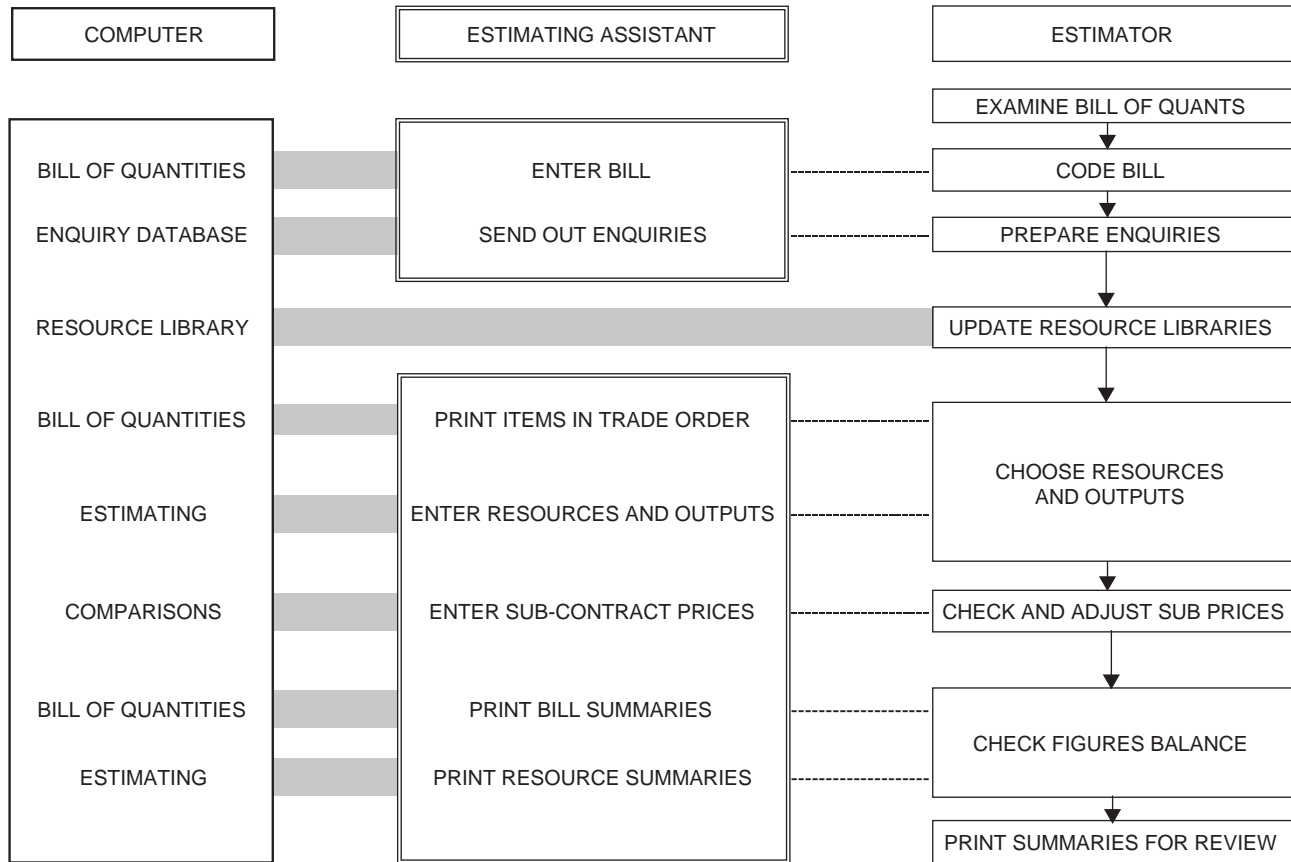 COMPUTER
ESTIMATING ASSISTANT
ESTIMATOR
EXAMINE BILL OF QUANTS
BILL OF QUANTITIES
ENTER BILL
CODE BILL
ENQUIRY DATABASE
SEND OUT ENQUIRIES
PREPARE ENQUIRIES
RESOURCE LIBRARY
UPDATE RESOURCE LIBRARIES
BILL OF QUANTITIES
PRINT ITEMS IN TRADE ORDER
CHOOSE RESOURCES
AND OUTPUTS
ESTIMATING
ENTER RESOURCES AND OUTPUTS
COMPARISONS
ENTER SUB-CONTRACT PRICES
CHECK AND ADJUST SUB PRICES
BILL OF QUANTITIES
PRINT BILL SUMMARIES
CHECK FIGURES BALANCE
ESTIMATING
PRINT RESOURCE SUMMARIES
PRINT SUMMARIES FOR REVIEW